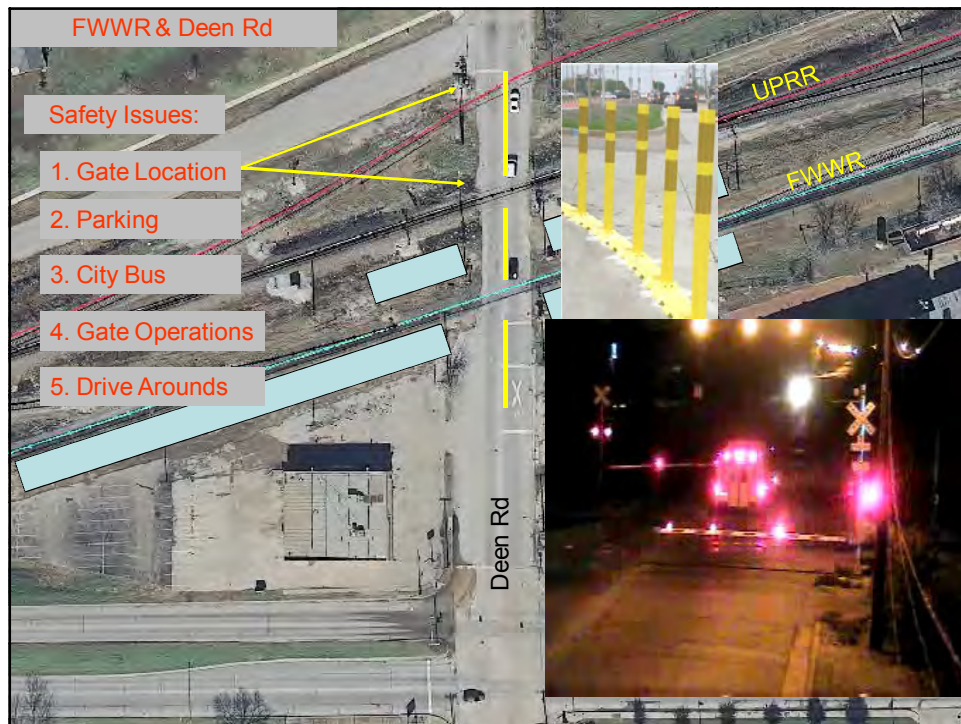 FWWR & Deen Rd
Safety Issues:
1. Gate Location
2. Parking
3. City Bus
4. Gate Operations
5. Drive Arounds
UPRR
FWWR
Deen Rd